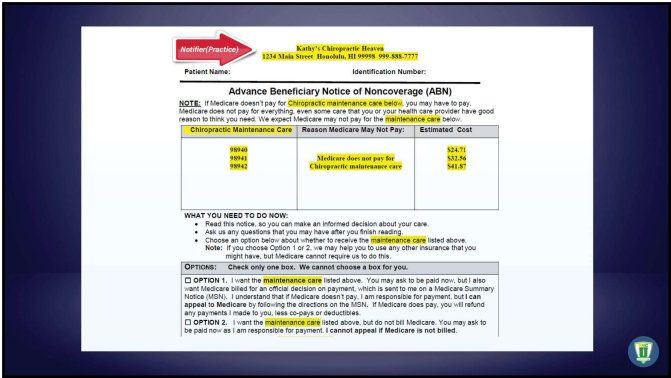 Notifier(Practice)
Kathy's Chiropractic Heaven
1234 Main Street Honolulu, HI 99998 999-888-7777
Patient Name: Identification Number:
Advance Beneficiary Notice of Noncoverage (ABN)
NOTE: If Medicare doesn't pay for Chiropractic maintenance care below, you may have to pay.
Medicare does not pay for everything, even some care that you or your health care provider have good
reason to think you need. We expect Medicare may not pay for the maintenance care below.
Chiropractic Maintenance Care Reason Medicare May Not Pay: Estimated Cost
98940 $24.71
98941 Medicare does not pay for $32.56
98942 Chiropractic maintenance care $41.87
WHAT YOU NEED TO DO NOW:
• Read this notice, so you can make an informed decision about your care.
• Ask us any questions that you may have after you finish reading.
• Choose an option below about whether to receive the maintenance care listed above.
Note: If you choose Option 1 or 2, we may help you to use any other insurance that you
might have, but Medicare cannot require us to do this.
OPTIONS: Check only one box. We cannot choose a box for you.
☐ OPTION 1. I want the maintenance care listed above. You may ask to be paid now, but I also
want Medicare billed for an official decision on payment, which is sent to me on a Medicare Summary
Notice (MSN). I understand that if Medicare doesn't pay, I am responsible for payment, but I can
appeal to Medicare by following the directions on the MSN. If Medicare does pay, you will refund
any payments I made to you, less co-pays or deductibles.
☐ OPTION 2. I want the maintenance care listed above, but do not bill Medicare. You may ask to
be paid now as I am responsible for payment. I cannot appeal if Medicare is not billed.